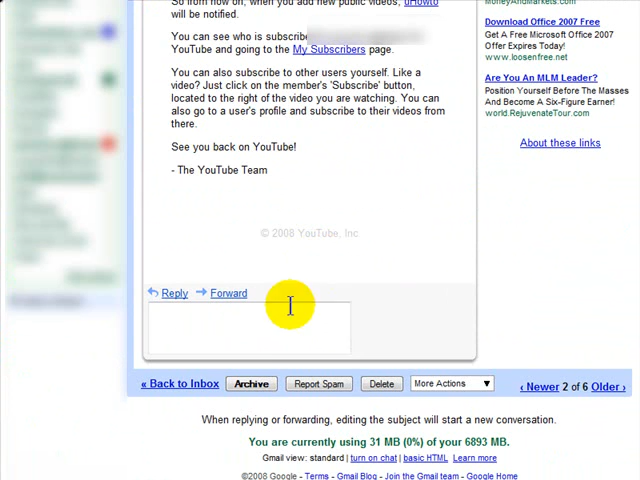 So from now on, when you add new public videos, uHowto
will be notified.
You can see who is subscribe
YouTube and going to the My Subscribers page.
You can also subscribe to other users yourself. Like a
video? Just click on the member's 'Subscribe' button,
located to the right of the video you are watching. You can
also go to a user's profile and subscribe to their videos from
there.
See you back on YouTube!
- The YouTube Team
© 2008 YouTube, Inc
Reply Forward
« Back to Inbox Archive Report Spam Delete More Actions ‹ Newer 2 of 6 Older ›
MoneyAndMarkets.com
Download Office 2007 Free
Get A Free Microsoft Office 2007
Offer Expires Today!
www.loosenfree.net
Are You An MLM Leader?
Position Yourself Before The Masses
And Become A Six-Figure Earner!
world.RejuvenateTour.com
About these links
When replying or forwarding, editing the subject will start a new conversation.
You are currently using 31 MB (0%) of your 6893 MB.
Gmail view: standard | turn on chat | basic HTML Learn more
©2008 Google - Terms - Gmail Blog - Join the Gmail team - Google Home